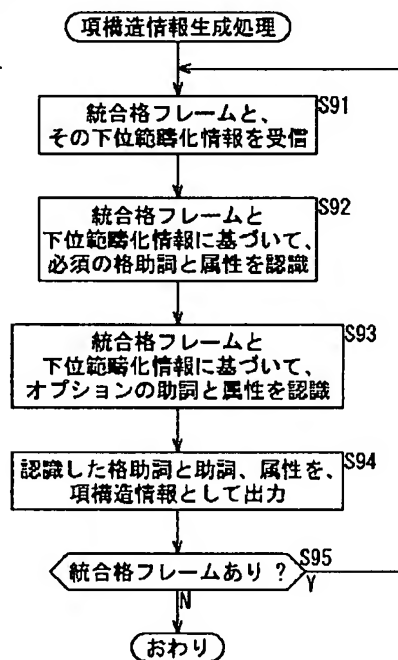 項構造情報生成処理
S91
統合格フレームと、
その下位範疇化情報を受信
S92
統合格フレームと
下位範疇化情報に基づいて、
必須の格助詞と属性を認識
S93
統合格フレームと
下位範疇化情報に基づいて、
オプションの助詞と属性を認識
S94
認識した格助詞と助詞、属性を、
項構造情報として出力
S95
統合格フレームあり?
Y
N
おわり